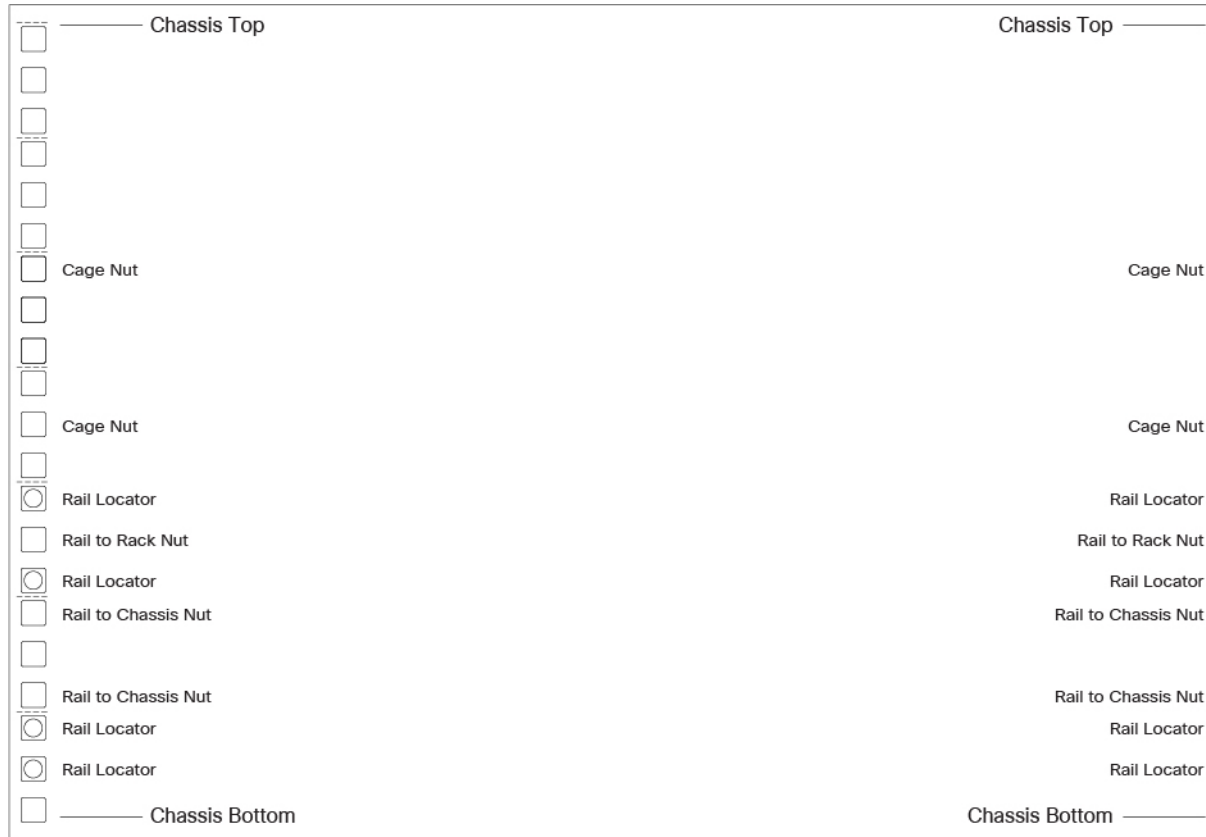 Chassis Top Chassis Top
Cage Nut Cage Nut
Cage Nut Cage Nut
Rail Locator Rail Locator
Rail to Rack Nut Rail to Rack Nut
Rail Locator Rail Locator
Rail to Chassis Nut Rail to Chassis Nut
Rail to Chassis Nut Rail to Chassis Nut
Rail Locator Rail Locator
Rail Locator Rail Locator
Chassis Bottom Chassis Bottom